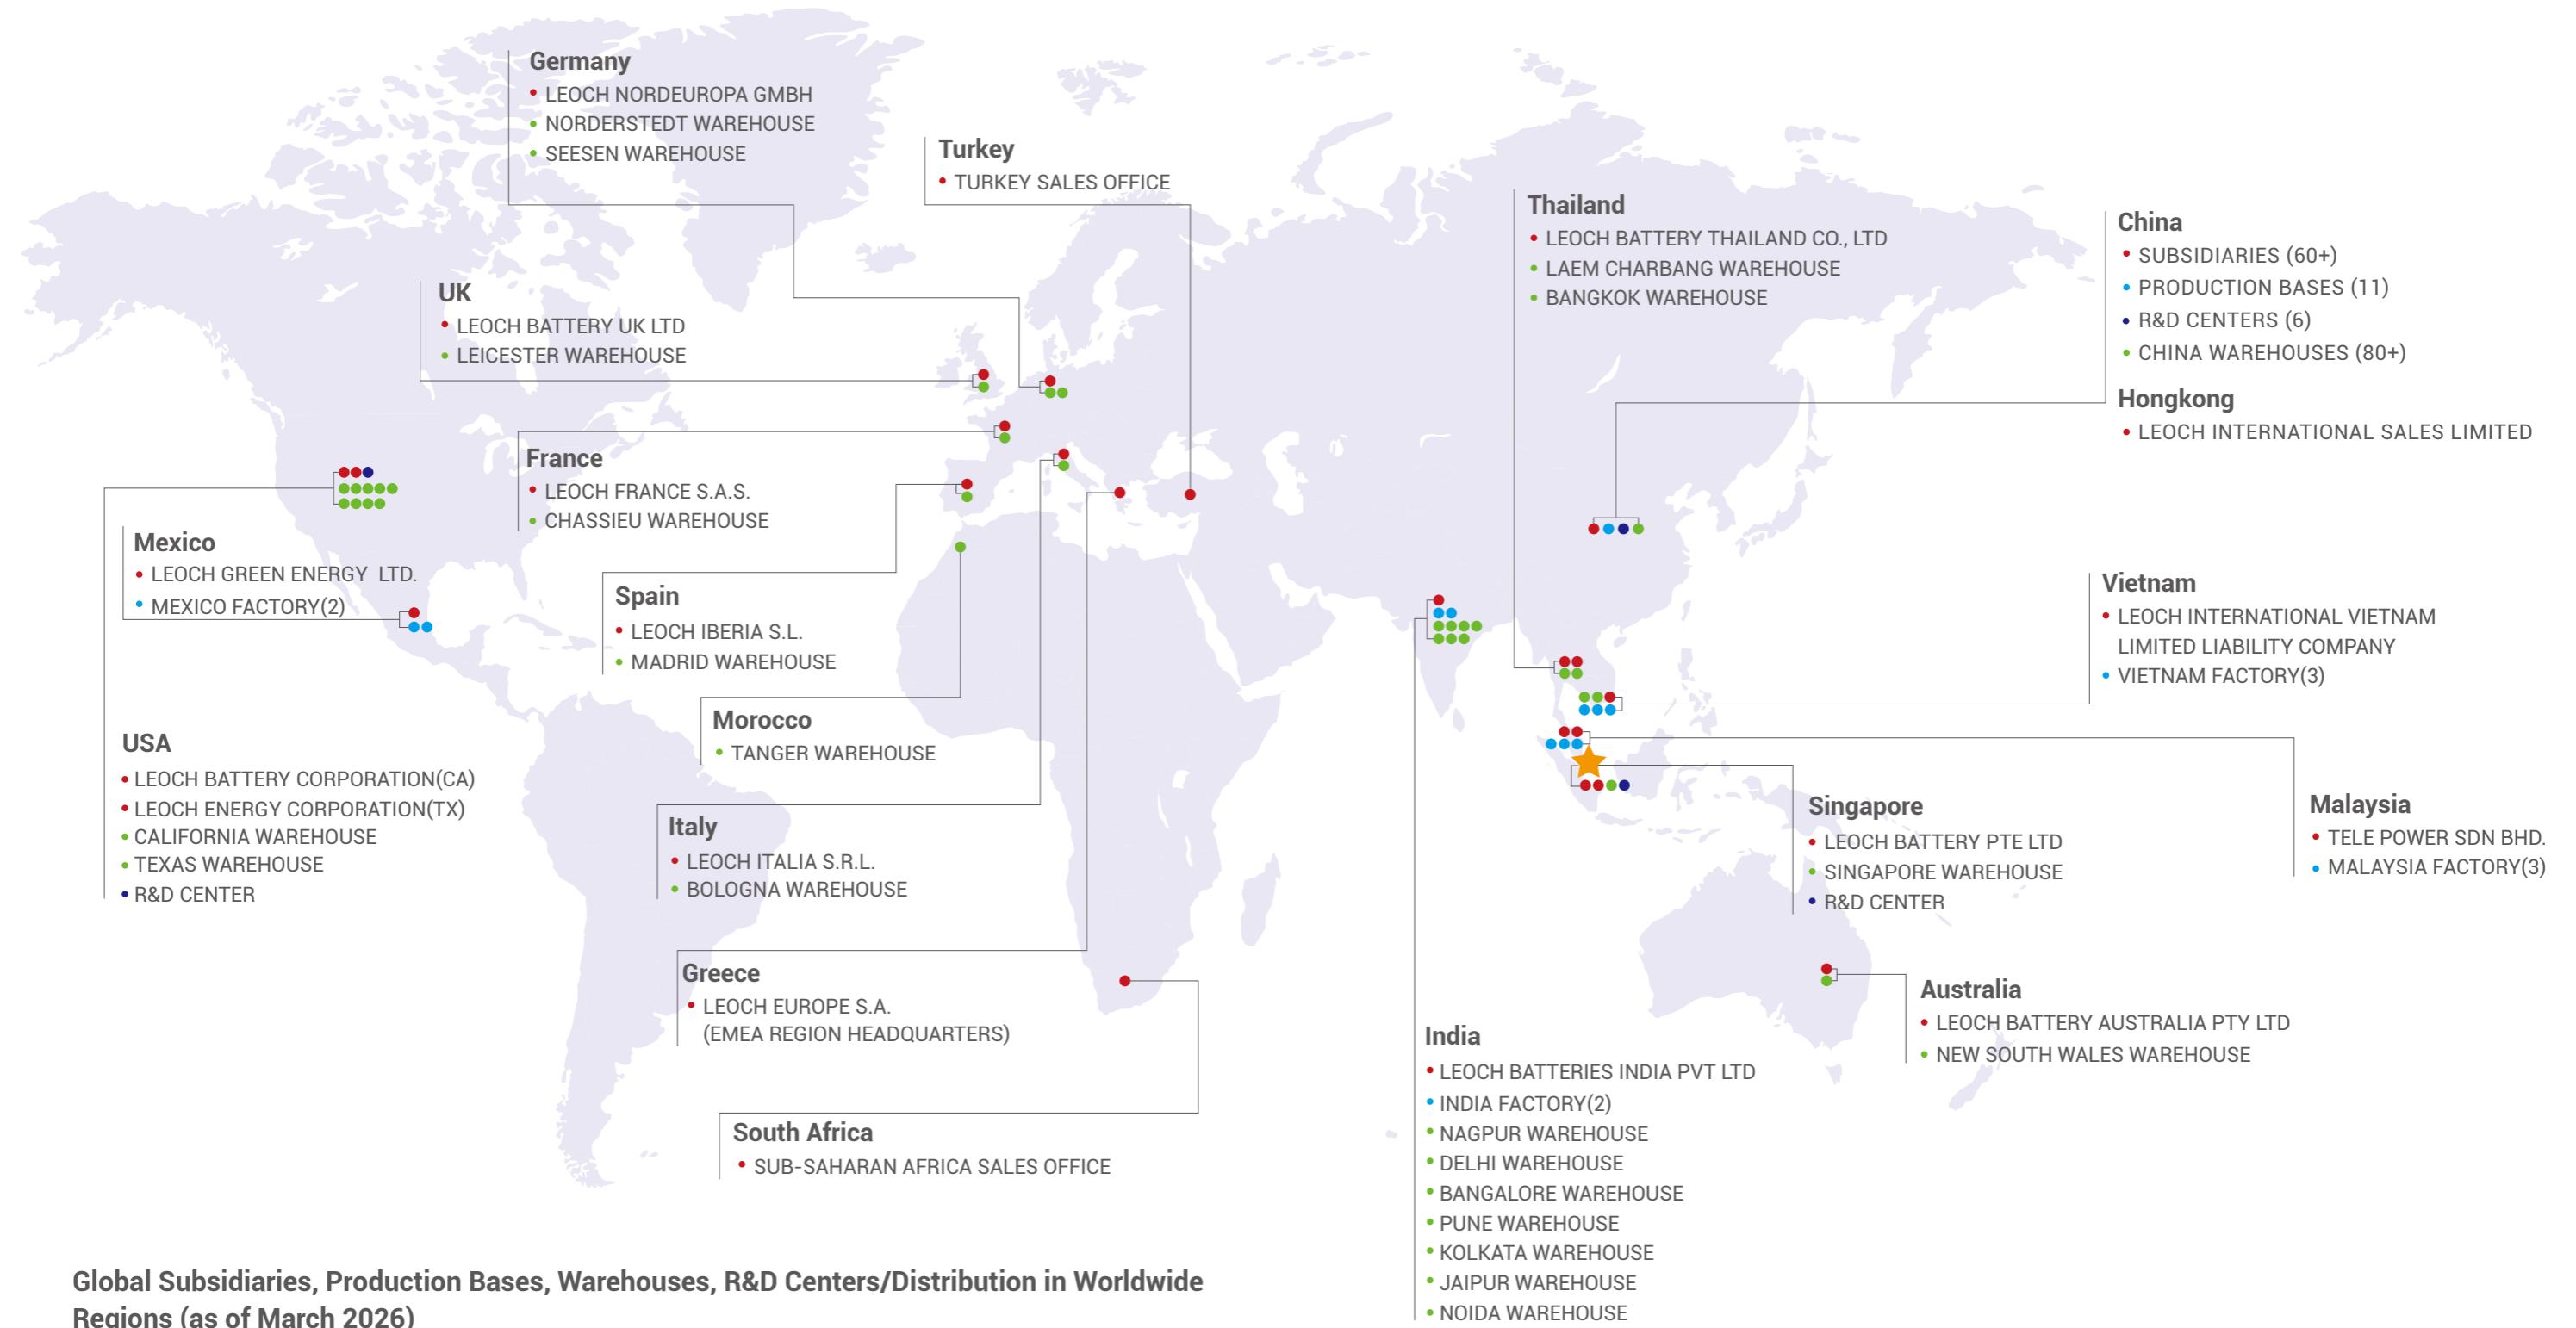 Germany
LEOCH NORDEUROPA GMBH
NORDERSTEDT WAREHOUSE
SEESEN WAREHOUSE
Turkey
TURKEY SALES OFFICE
Thailand
LEOCH BATTERY THAILAND CO., LTD
LAEM CHARBANG WAREHOUSE
BANGKOK WAREHOUSE
China
SUBSIDIARIES (60+)
PRODUCTION BASES (11)
R&D CENTERS (6)
CHINA WAREHOUSES (80+)
Hongkong
LEOCH INTERNATIONAL SALES LIMITED
UK
LEOCH BATTERY UK LTD
LEICESTER WAREHOUSE
France
LEOCH FRANCE S.A.S.
CHASSIEU WAREHOUSE
Mexico
LEOCH GREEN ENERGY LTD.
MEXICO FACTORY(2)
Spain
LEOCH IBERIA S.L.
MADRID WAREHOUSE
Vietnam
LEOCH INTERNATIONAL VIETNAM
LIMITED LIABILITY COMPANY
VIETNAM FACTORY(3)
Morocco
TANGER WAREHOUSE
USA
LEOCH BATTERY CORPORATION(CA)
LEOCH ENERGY CORPORATION(TX)
CALIFORNIA WAREHOUSE
TEXAS WAREHOUSE
R&D CENTER
Italy
LEOCH ITALIA S.R.L.
BOLOGNA WAREHOUSE
Singapore
LEOCH BATTERY PTE LTD
SINGAPORE WAREHOUSE
R&D CENTER
Malaysia
TELE POWER SDN BHD.
MALAYSIA FACTORY(3)
Greece
LEOCH EUROPE S.A.
(EMEA REGION HEADQUARTERS)
Australia
LEOCH BATTERY AUSTRALIA PTY LTD
NEW SOUTH WALES WAREHOUSE
South Africa
SUB-SAHARAN AFRICA SALES OFFICE
India
LEOCH BATTERIES INDIA PVT LTD
INDIA FACTORY(2)
NAGPUR WAREHOUSE
DELHI WAREHOUSE
BANGALORE WAREHOUSE
PUNE WAREHOUSE
KOLKATA WAREHOUSE
JAIPUR WAREHOUSE
NOIDA WAREHOUSE
Global Subsidiaries, Production Bases, Warehouses, R&D Centers/Distribution in Worldwide
Regions (as of March 2026)